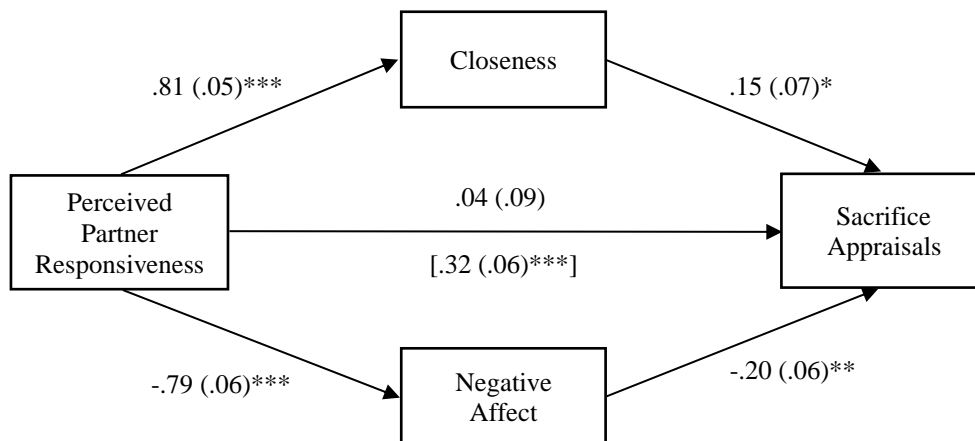 Closeness
.81 (.05)***
.15 (.07)*
Perceived
Partner
Responsiveness
.04 (.09)
[.32 (.06)***]
Sacrifice
Appraisals
-.79 (.06)***
-.20 (.06)**
Negative
Affect